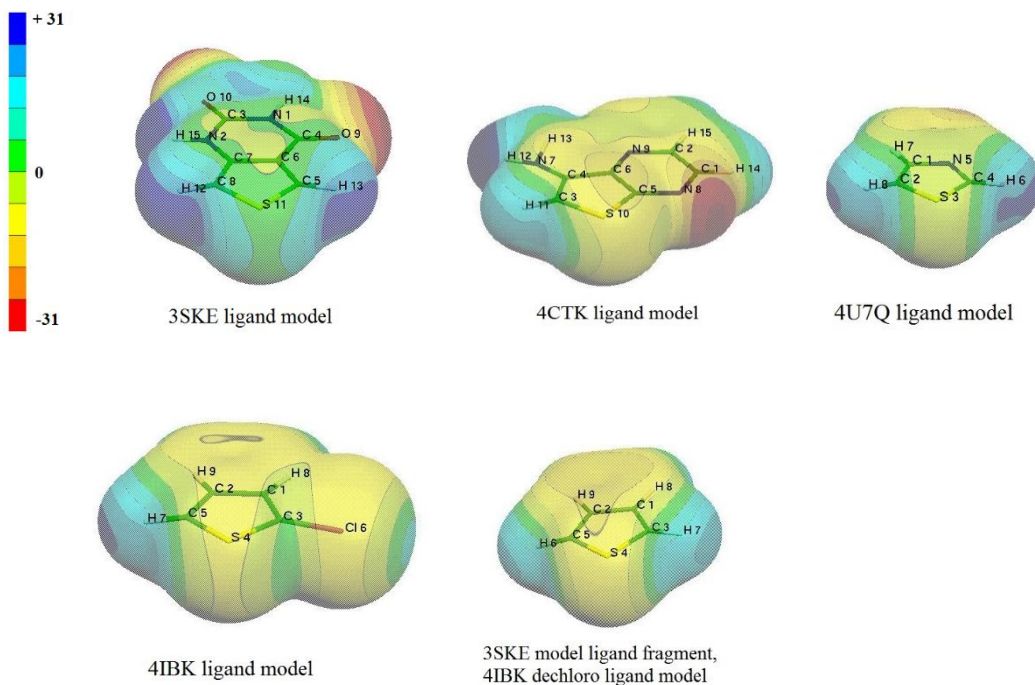 + 31
0
-31
O 10
C 3
N 1
H 14
H 15
N 2
C 4
O 9
C 7
C 6
H 12
C 8
C 5
H 13
S 11
3SKE ligand model
H 13
H 12
N 7
N 9
C 2
H 15
C 4
C 6
C 1
H 14
H 11
C 3
C 5
N 8
S 10
4CTK ligand model
H 7
C 1
N 5
H 8
C 2
C 4
H 6
S 3
4U7Q ligand model
H 9
C 2
C 1
H 8
H 7
C 5
C 3
S 4
Cl 6
4IBK ligand model
H 9
C 2
C 1
H 8
H 6
C 5
C 3
H 7
S 4
3SKE model ligand fragment,
4IBK dechloro ligand model